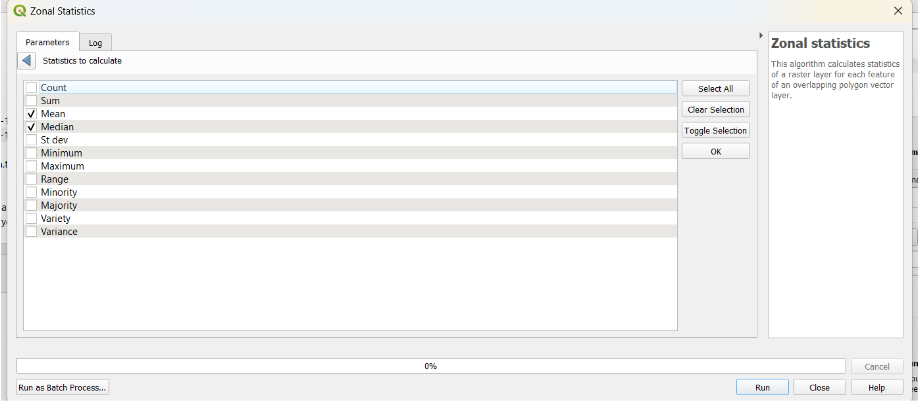 Zonal Statistics
Parameters
Log
Statistics to calculate
Count
Sum
Mean
Median
St dev
Minimum
Maximum
Range
Minority
Majority
Variety
Variance
Select All
Clear Selection
Toggle Selection
OK
Zonal statistics
This algorithm calculates statistics
of a raster layer for each feature
of an overlapping polygon vector
layer.
0%
Cancel
Run as Batch Process...
Run
Close
Help